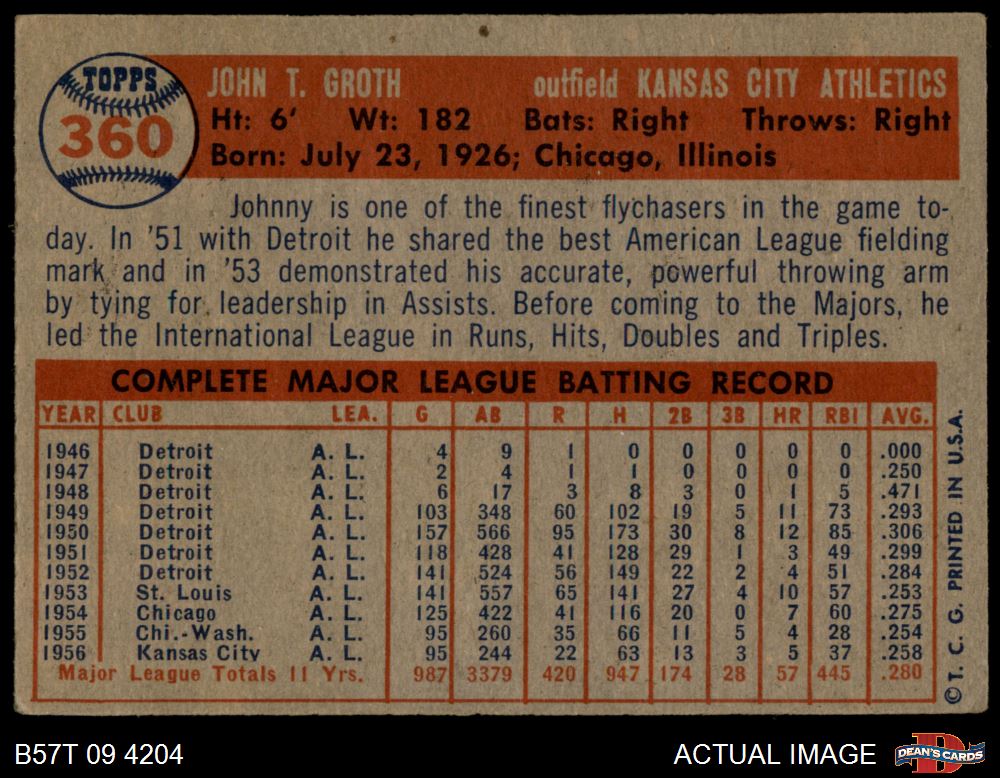 TOPPS
360
JOHN T. GROTH outfield KANSAS CITY ATHLETICS
Ht: 6' Wt: 182 Bats: Right Throws: Right
Born: July 23, 1926; Chicago, Illinois
Johnny is one of the finest flychasers in the game to-
day. In '51 with Detroit he shared the best American League fielding
mark and in '53 demonstrated his accurate, powerful throwing arm
by tying for leadership in Assists. Before coming to the Majors, he
led the International League in Runs, Hits, Doubles and Triples.
COMPLETE MAJOR LEAGUE BATTING RECORD
YEAR CLUB LEA. G AB R H 2B 3B HR RBI AVG.
1946 Detroit A. L. 4 9 1 0 0 0 0 0 .000
1947 Detroit A. L. 2 4 1 1 0 0 0 0 .250
1948 Detroit A. L. 6 17 3 8 3 0 1 5 .471
1949 Detroit A. L. 103 348 60 102 19 5 11 73 .293
1950 Detroit A. L. 157 566 95 173 30 8 12 85 .306
1951 Detroit A. L. 118 428 41 128 29 1 3 49 .299
1952 Detroit A. L. 141 524 56 149 22 2 4 51 .284
1953 St. Louis A. L. 141 557 65 141 27 4 10 57 .253
1954 Chicago A. L. 125 422 41 116 20 0 7 60 .275
1955 Chi.-Wash. A. L. 95 260 35 66 11 5 4 28 .254
1956 Kansas City A. L. 95 244 22 63 13 3 5 37 .258
Major League Totals 11 Yrs. 987 3379 420 947 174 28 57 445 .280
© T. C. G. PRINTED IN U.S.A.
B57T 09 4204 ACTUAL IMAGE DEAN'S CARDS